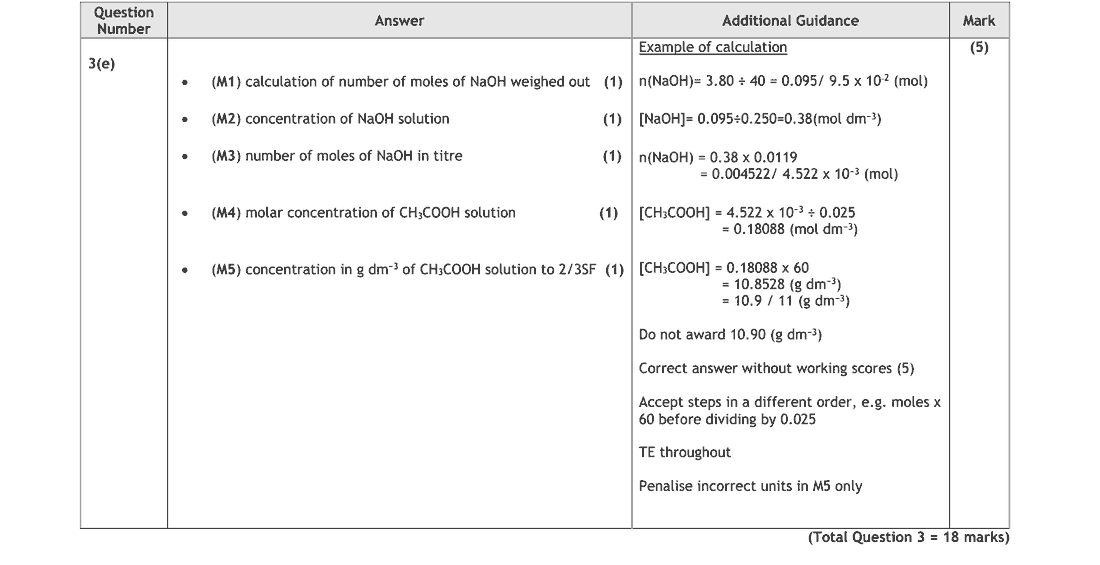 Question Number Answer Additional Guidance Mark
3(e)
Example of calculation (5)
• (M1) calculation of number of moles of NaOH weighed out (1) n(NaOH)= 3.80 ÷ 40 = 0.095/ 9.5 x 10⁻² (mol)
• (M2) concentration of NaOH solution (1) [NaOH]= 0.095÷0.250=0.38(mol dm⁻³)
• (M3) number of moles of NaOH in titre (1) n(NaOH) = 0.38 x 0.0119
= 0.004522/ 4.522 x 10⁻³ (mol)
• (M4) molar concentration of CH₃COOH solution (1) [CH₃COOH] = 4.522 x 10⁻³ ÷ 0.025
= 0.18088 (mol dm⁻³)
• (M5) concentration in g dm⁻³ of CH₃COOH solution to 2/3SF (1) [CH₃COOH] = 0.18088 x 60
= 10.8528 (g dm⁻³)
= 10.9 / 11 (g dm⁻³)
Do not award 10.90 (g dm⁻³)
Correct answer without working scores (5)
Accept steps in a different order, e.g. moles x
60 before dividing by 0.025
TE throughout
Penalise incorrect units in M5 only
(Total Question 3 = 18 marks)